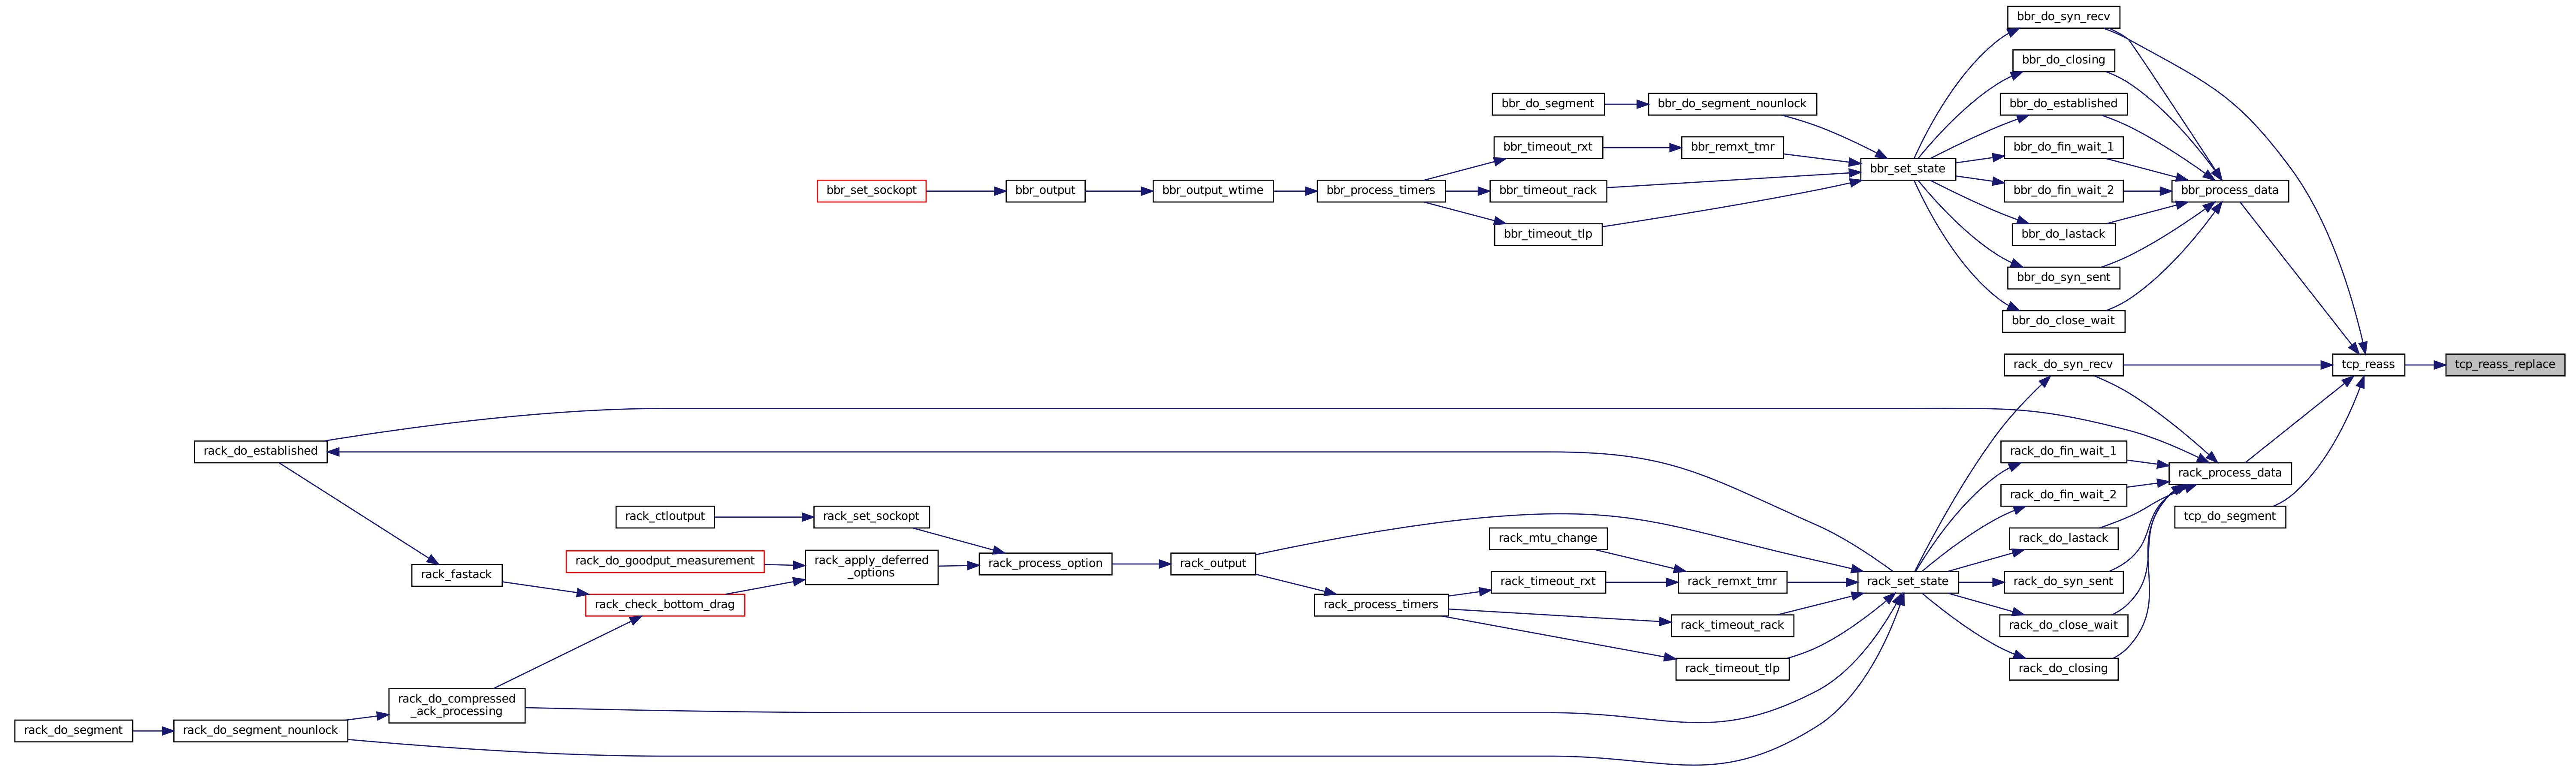 bbr_do_syn_recv
bbr_do_closing
bbr_do_segment
bbr_do_segment_nounlock
bbr_do_established
bbr_timeout_rxt
bbr_remxt_tmr
bbr_do_fin_wait_1
bbr_set_state
bbr_set_sockopt
bbr_output
bbr_output_wtime
bbr_process_timers
bbr_timeout_rack
bbr_do_fin_wait_2
bbr_process_data
bbr_timeout_tlp
bbr_do_lastack
bbr_do_syn_sent
bbr_do_close_wait
rack_do_syn_recv
tcp_reass
tcp_reass_replace
rack_do_established
rack_do_fin_wait_1
rack_process_data
rack_do_fin_wait_2
rack_ctloutput
rack_set_sockopt
tcp_do_segment
rack_mtu_change
rack_do_lastack
rack_do_goodput_measurement
rack_apply_deferred
_options
rack_process_option
rack_output
rack_fastack
rack_timeout_rxt
rack_remxt_tmr
rack_set_state
rack_do_syn_sent
rack_check_bottom_drag
rack_process_timers
rack_timeout_rack
rack_do_close_wait
rack_timeout_tlp
rack_do_closing
rack_do_compressed
_ack_processing
rack_do_segment
rack_do_segment_nounlock